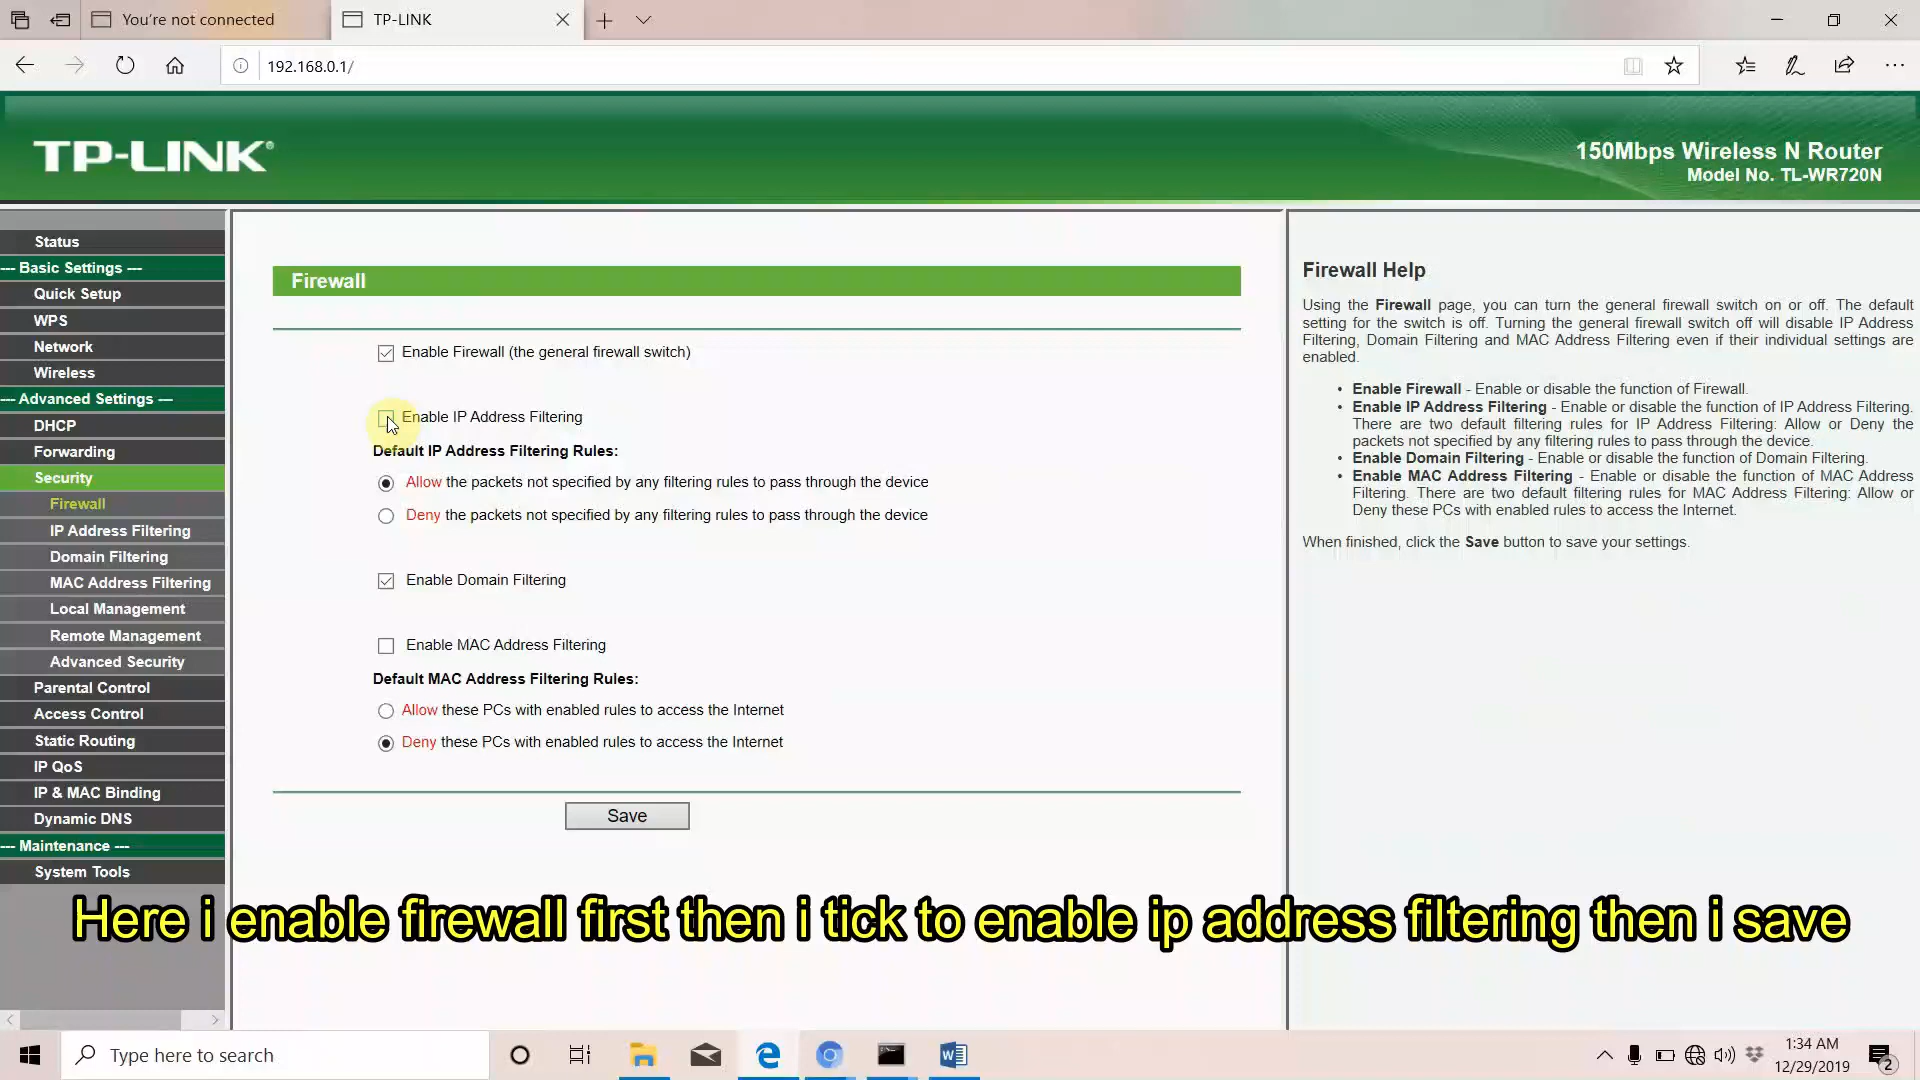 You're not connected
TP-LINK
192.168.0.1/
TP-LINK®
150Mbps Wireless N Router
Model No. TL-WR720N
Status
--- Basic Settings ---
Quick Setup
WPS
Network
Wireless
--- Advanced Settings ---
DHCP
Forwarding
Security
Firewall
IP Address Filtering
Domain Filtering
MAC Address Filtering
Local Management
Remote Management
Advanced Security
Parental Control
Access Control
Static Routing
IP QoS
IP & MAC Binding
Dynamic DNS
--- Maintenance ---
System Tools
Firewall
Enable Firewall (the general firewall switch)
Enable IP Address Filtering
Default IP Address Filtering Rules:
Allow the packets not specified by any filtering rules to pass through the device
Deny the packets not specified by any filtering rules to pass through the device
Enable Domain Filtering
Enable MAC Address Filtering
Default MAC Address Filtering Rules:
Allow these PCs with enabled rules to access the Internet
Deny these PCs with enabled rules to access the Internet
Save
Firewall Help
Using the Firewall page, you can turn the general firewall switch on or off. The default
setting for the switch is off. Turning the general firewall switch off will disable IP Address
Filtering, Domain Filtering and MAC Address Filtering even if their individual settings are
enabled.
• Enable Firewall - Enable or disable the function of Firewall.
• Enable IP Address Filtering - Enable or disable the function of IP Address Filtering.
There are two default filtering rules for IP Address Filtering: Allow or Deny the
packets not specified by any filtering rules to pass through the device.
• Enable Domain Filtering - Enable or disable the function of Domain Filtering.
• Enable MAC Address Filtering - Enable or disable the function of MAC Address
Filtering. There are two default filtering rules for MAC Address Filtering: Allow or
Deny these PCs with enabled rules to access the Internet.
When finished, click the Save button to save your settings.
Here i enable firewall first then i tick to enable ip address filtering then i save
Type here to search
1:34 AM
12/29/2019
2